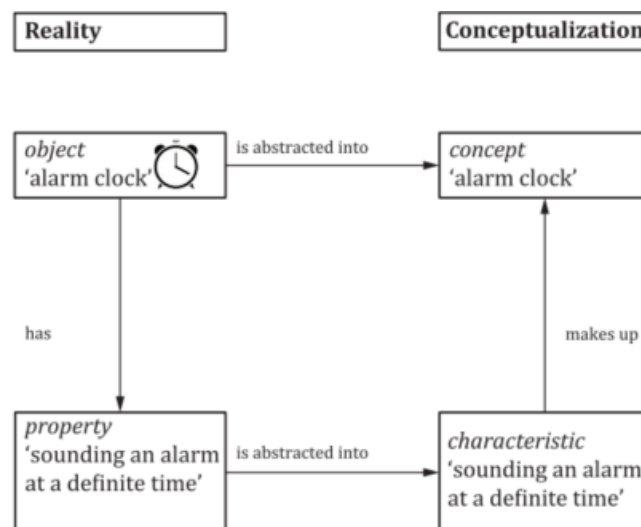 Reality
Conceptualization
object
‘alarm clock’
is abstracted into
concept
‘alarm clock’
has
makes up
property
‘sounding an alarm
at a definite time’
is abstracted into
characteristic
‘sounding an alarm
at a definite time’